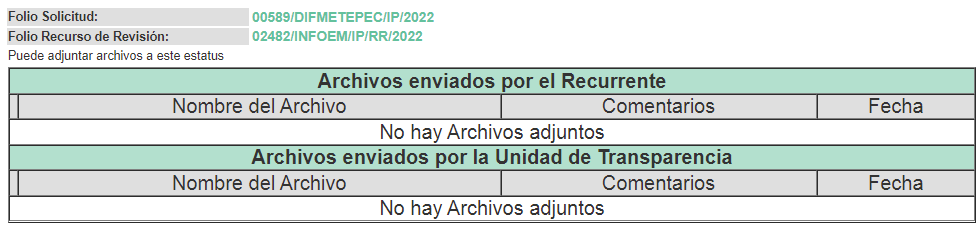 Folio Solicitud: 00589/DIFMETEPEC/IP/2022
Folio Recurso de Revisión: 02482/INFOEM/IP/RR/2022
Puede adjuntar archivos a este estatus
Archivos enviados por el Recurrente
Nombre del Archivo Comentarios Fecha
No hay Archivos adjuntos
Archivos enviados por la Unidad de Transparencia
Nombre del Archivo Comentarios Fecha
No hay Archivos adjuntos